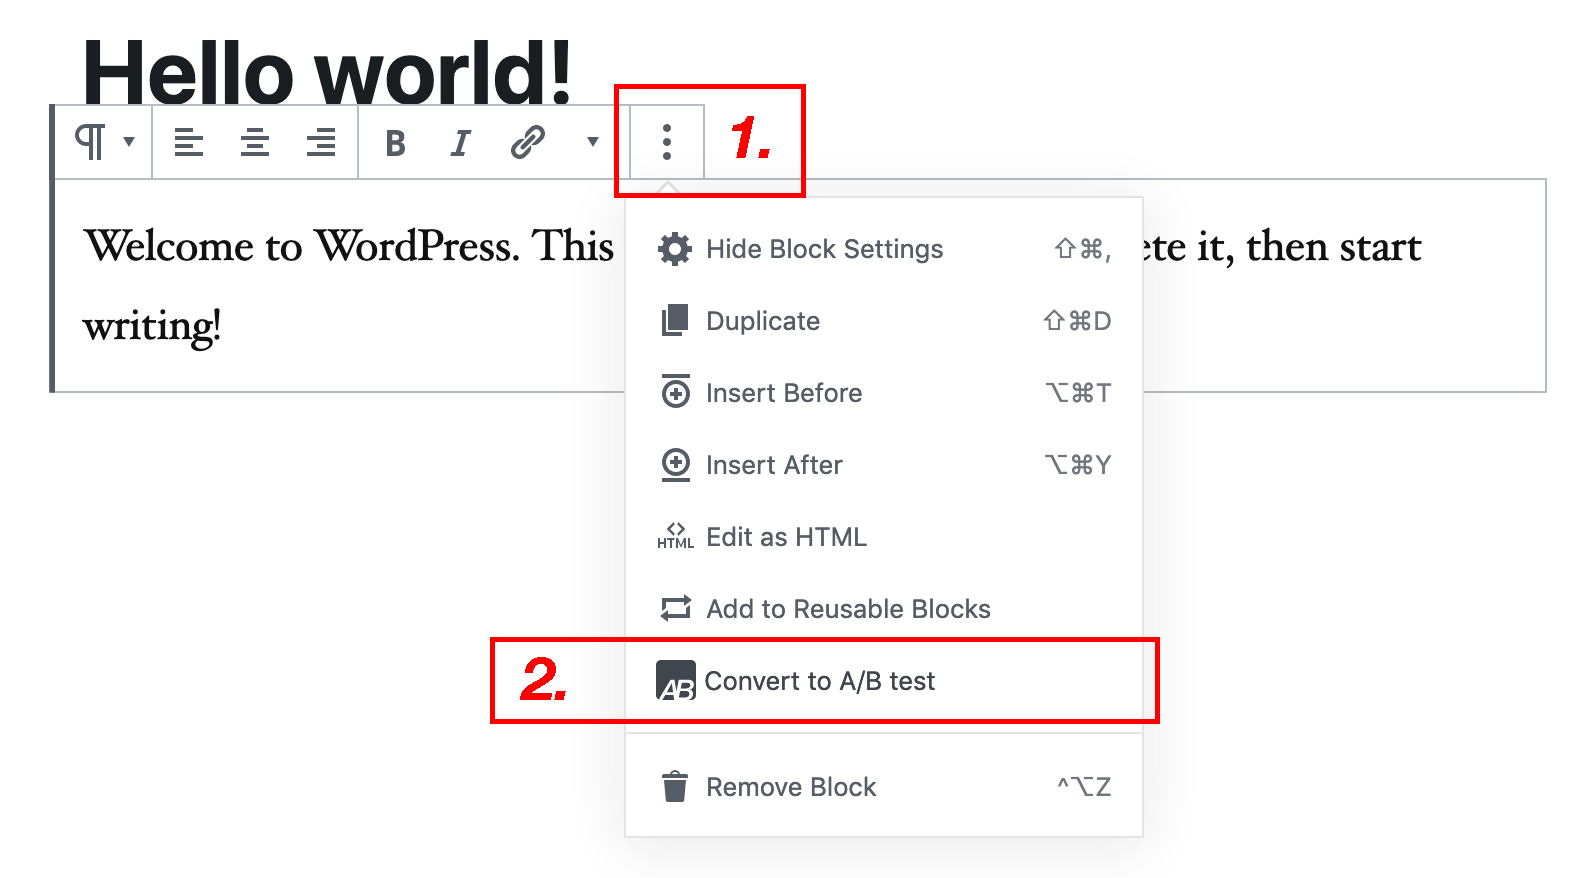 Hello world!
B I
1.
Welcome to WordPress. This ete it, then start
writing!
Hide Block Settings ⇧⌘,
Duplicate ⇧⌘D
Insert Before ⌥⌘T
Insert After ⌥⌘Y
<> HTML Edit as HTML
Add to Reusable Blocks
2. AB Convert to A/B test
Remove Block ^⌥Z